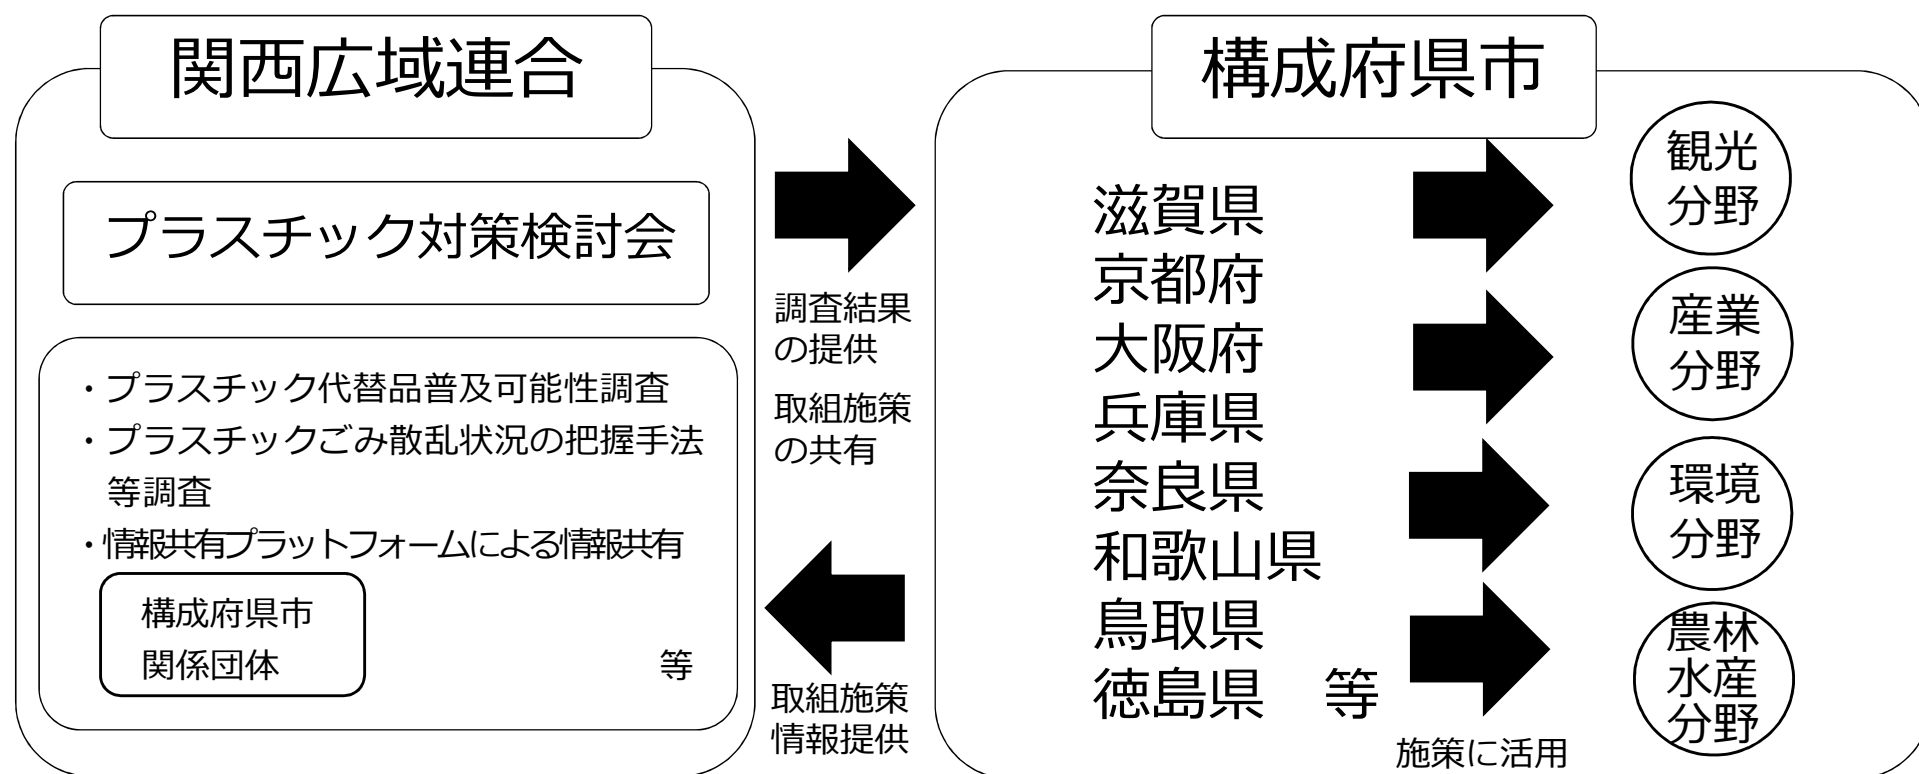 関西広域連合
プラスチック対策検討会
・プラスチック代替品普及可能性調査
・プラスチックごみ散乱状況の把握手法
等調査
・情報共有プラットフォームによる情報共有
構成府県市
関係団体
等
調査結果
の提供
取組施策
の共有
取組施策
情報提供
構成府県市
滋賀県
京都府
大阪府
兵庫県
奈良県
和歌山県
鳥取県
徳島県 等
施策に活用
観光
分野
産業
分野
環境
分野
農林
水産
分野